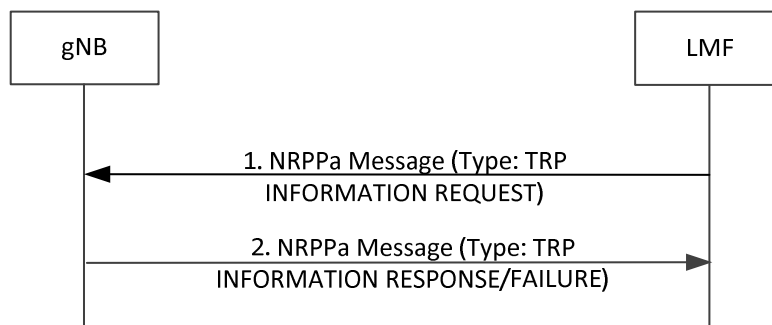 gNB
LMF
1. NRPPa Message (Type: TRP
INFORMATION REQUEST)
2. NRPPa Message (Type: TRP
INFORMATION RESPONSE/FAILURE)